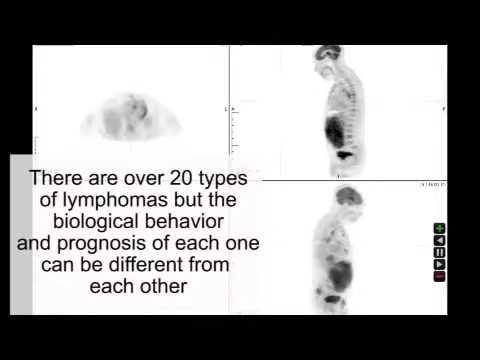 There are over 20 types
of lymphomas but the
biological behavior
and prognosis of each one
can be different from
each other